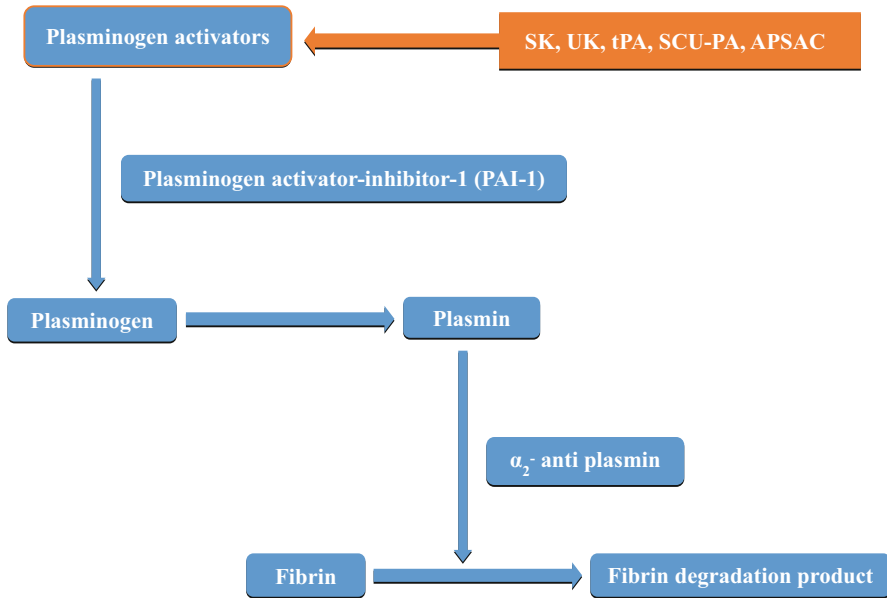 Plasminogen activators
SK, UK, tPA, SCU-PA, APSAC
Plasminogen activator-inhibitor-1 (PAI-1)
Plasminogen
Plasmin
α₂- anti plasmin
Fibrin
Fibrin degradation product